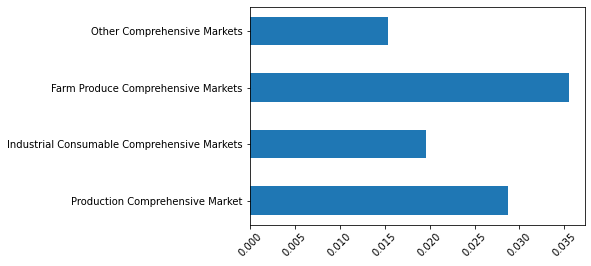 Other Comprehensive Markets
Farm Produce Comprehensive Markets
Industrial Consumable Comprehensive Markets
Production Comprehensive Market
0.000
0.005
0.010
0.015
0.020
0.025
0.030
0.035